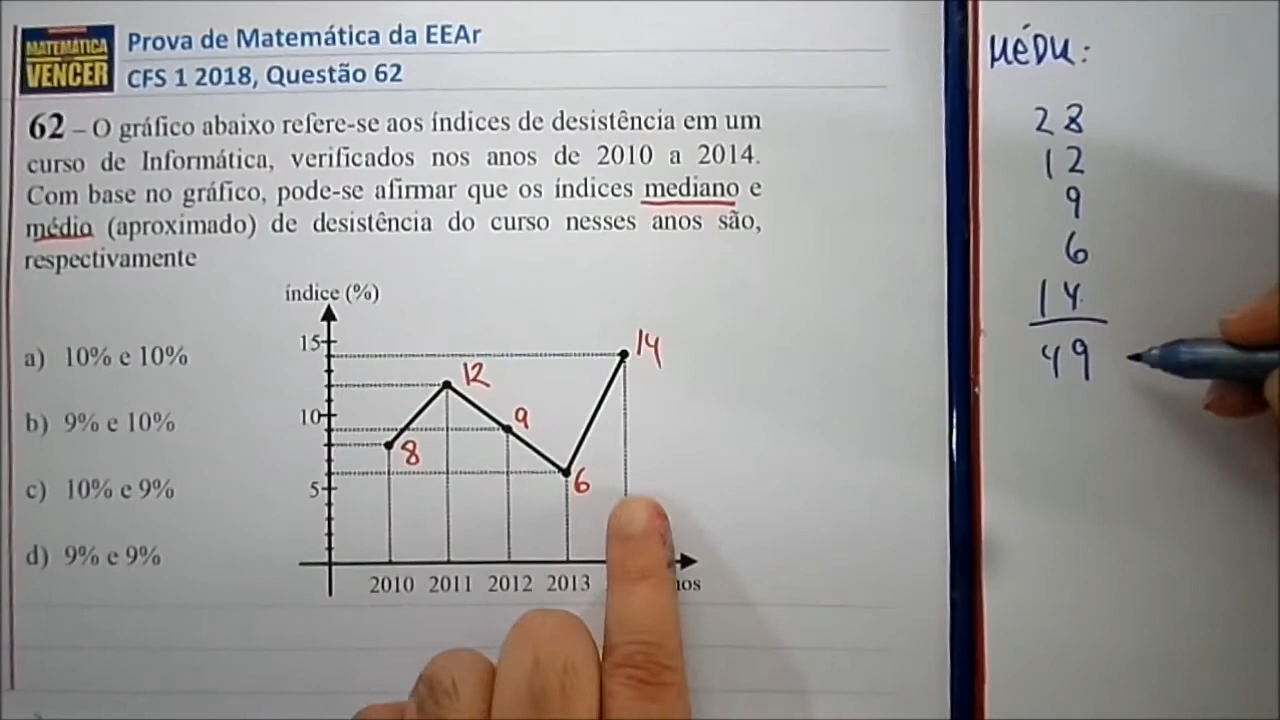 MATEMÁTICA
VENCER
Prova de Matemática da EEAr
CFS 1 2018, Questão 62
62 – O gráfico abaixo refere-se aos índices de desistência em um
curso de Informática, verificados nos anos de 2010 a 2014.
Com base no gráfico, pode-se afirmar que os índices mediano e
médio (aproximado) de desistência do curso nesses anos são,
respectivamente
a) 10% e 10%
b) 9% e 10%
c) 10% e 9%
d) 9% e 9%
índice (%)
15
10
5
8
12
9
6
14
2010 2011 2012 2013
nos
MÉDIA:
28
12
9
6
14
49